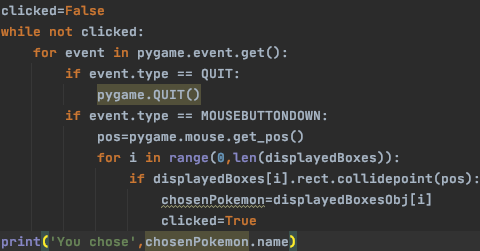 clicked=False
while not clicked:
    for event in pygame.event.get():
        if event.type == QUIT:
            pygame.QUIT()
        if event.type == MOUSEBUTTONDOWN:
            pos=pygame.mouse.get_pos()
            for i in range(0,len(displayedBoxes)):
                if displayedBoxes[i].rect.collidepoint(pos):
                    chosenPokemon=displayedBoxesObj[i]
                    clicked=True
print('You chose',chosenPokemon.name)